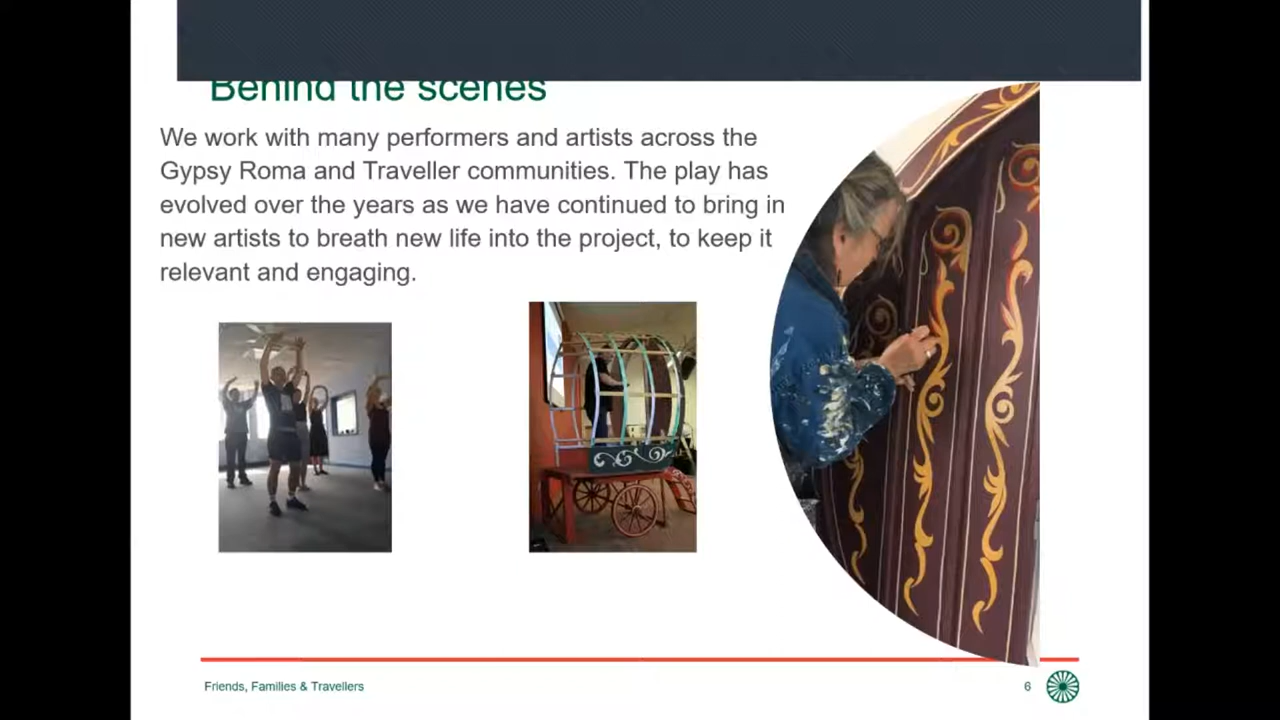 Behind the scenes
We work with many performers and artists across the
Gypsy Roma and Traveller communities. The play has
evolved over the years as we have continued to bring in
new artists to breath new life into the project, to keep it
relevant and engaging.
Friends, Families & Travellers
6